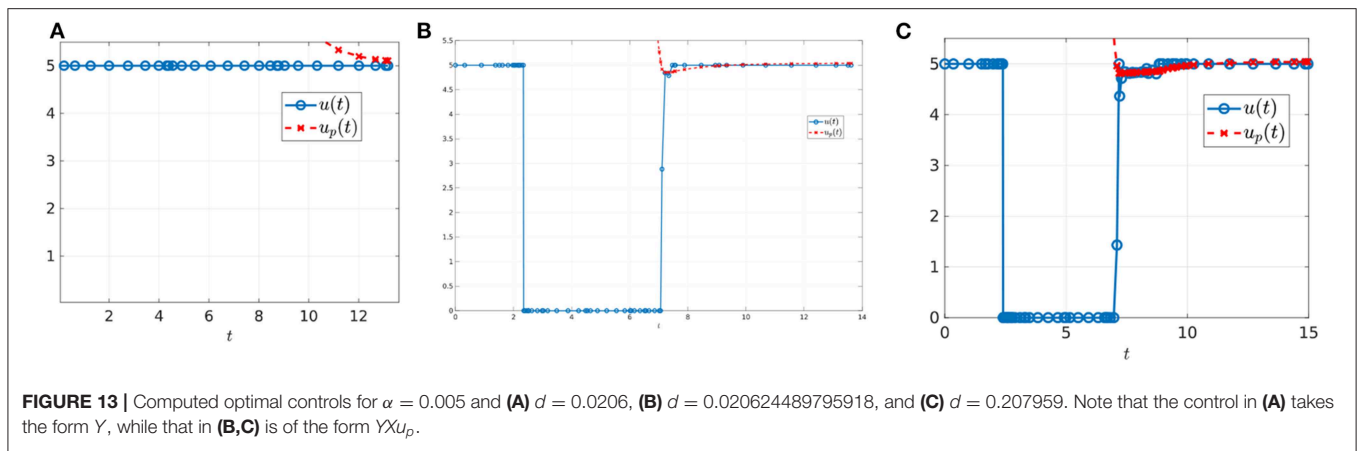 A
5
4
3
2
1
2
4
6
8
10
12
t
u(t)
u_p(t)
B
5.5
5
4.5
4
3.5
3
2.5
2
1.5
1
0.5
0
0
2
4
6
8
10
12
14
t
u(t)
u_p(t)
C
5
4
3
2
1
0
0
5
10
15
t
u(t)
u_p(t)
FIGURE 13 | Computed optimal controls for α = 0.005 and (A) d = 0.0206, (B) d = 0.020624489795918, and (C) d = 0.207959. Note that the control in (A) takes
the form Y, while that in (B,C) is of the form YXu_p.